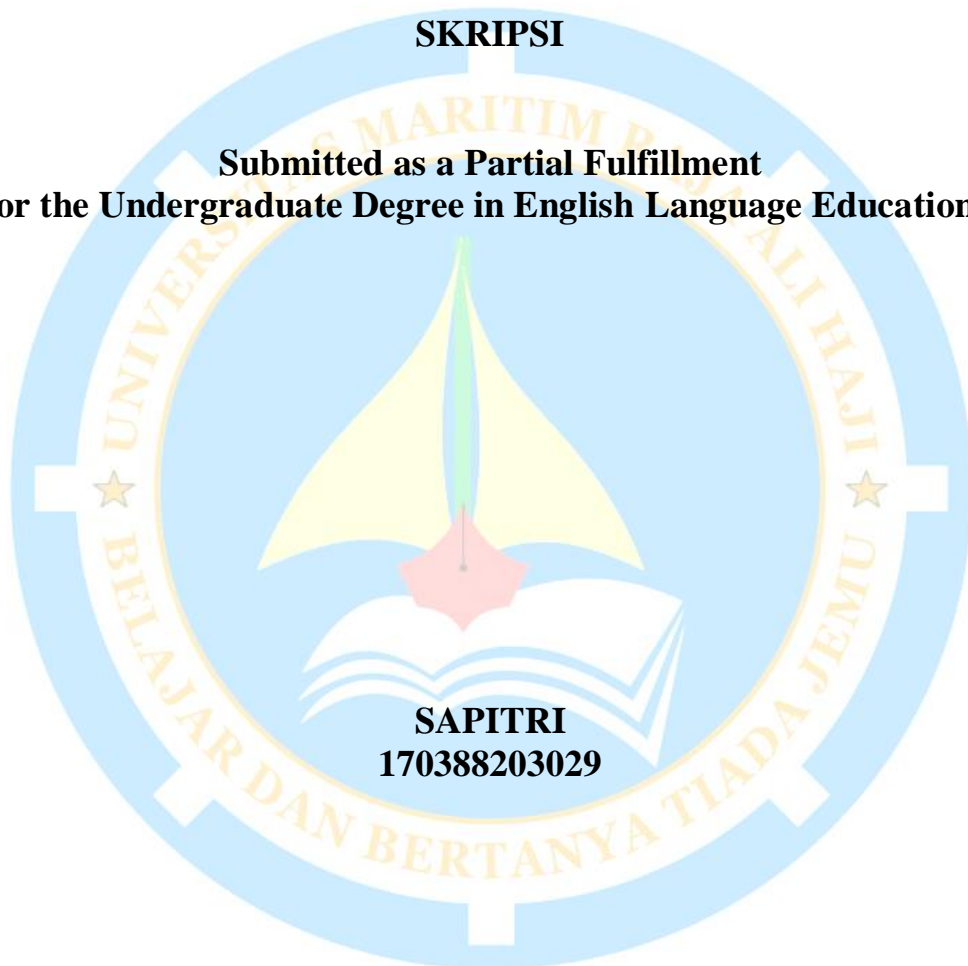 SKRIPSI
UNIVERSITAS MARITIM RAJA ALI HAJI
Submitted as a Partial Fulfillment
or the Undergraduate Degree in English Language Education
SAPITRI
170388203029
BELAJAR DAN BERTANYA TIADA JEMU